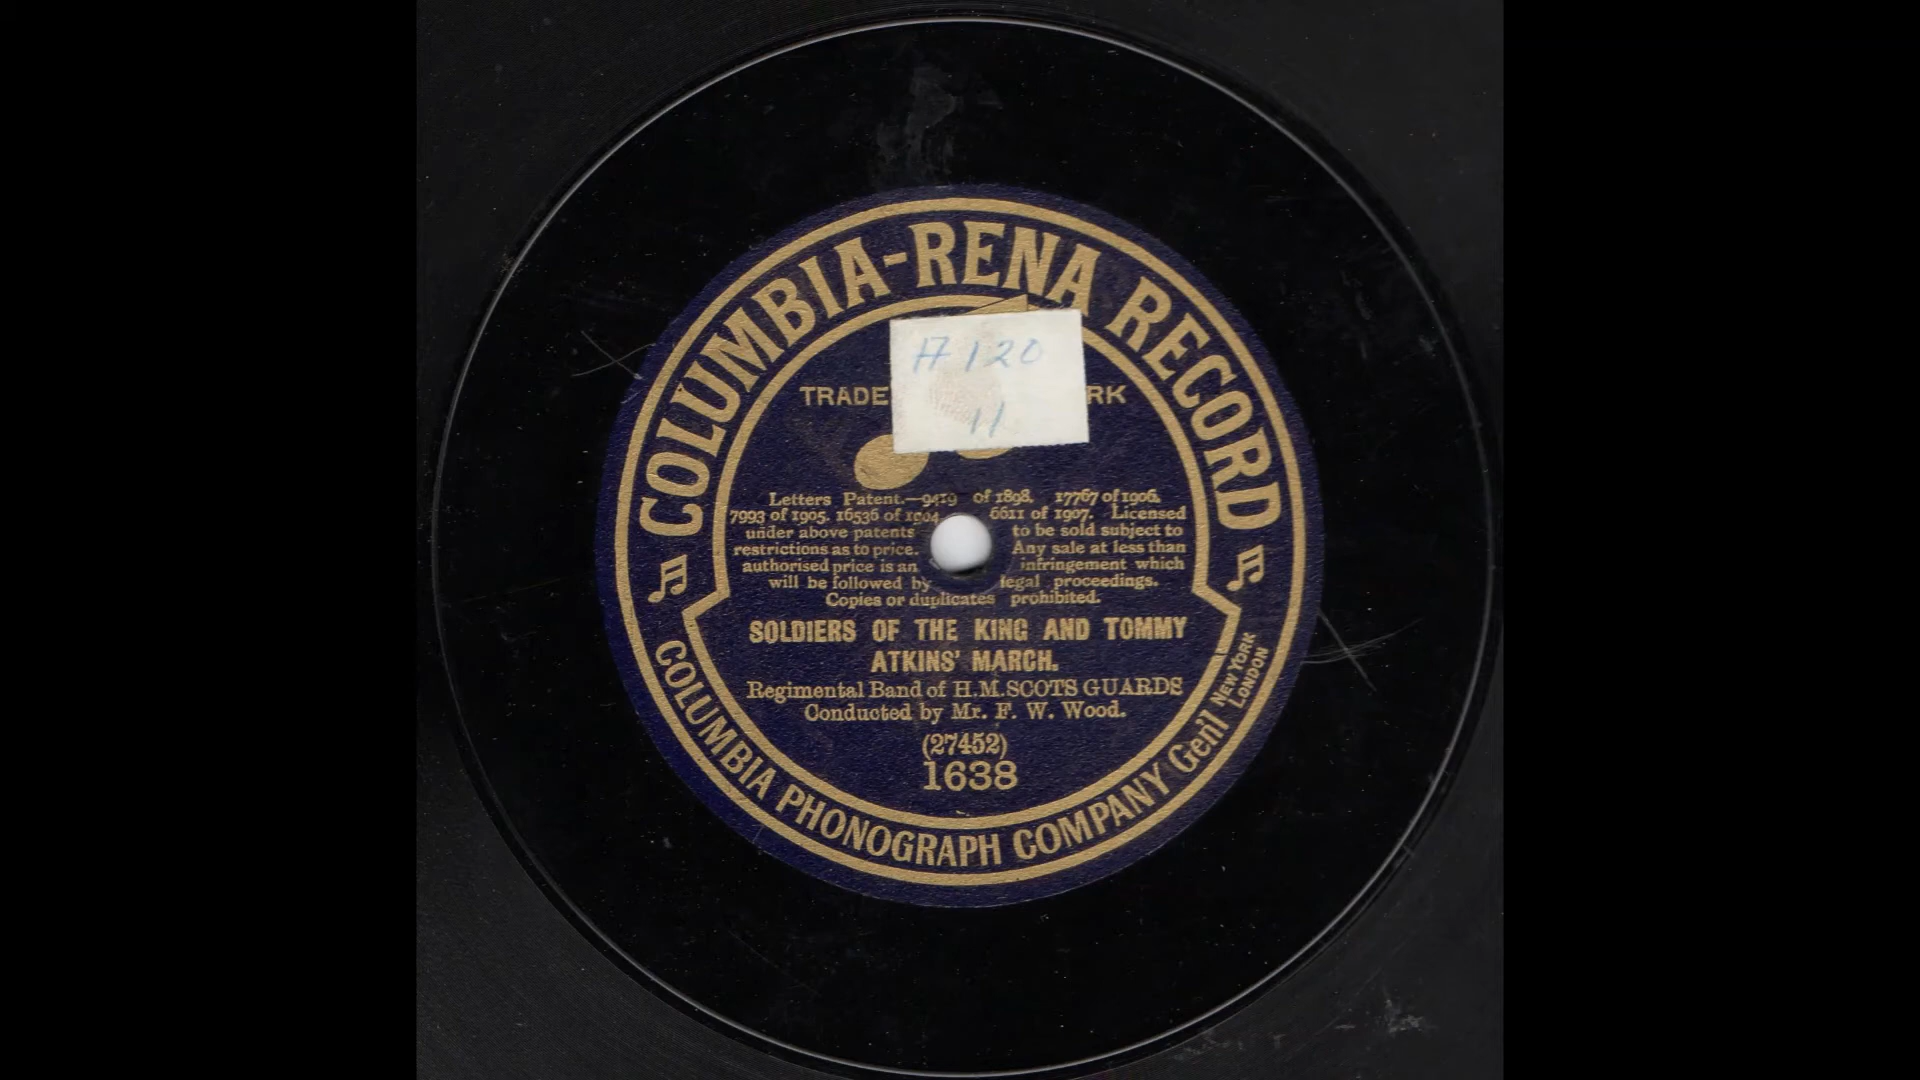 COLUMBIA-RENA RECORD
A 120
11
TRADE RK
Letters Patent.—9419 of 1898. 17767 of 1906.
7993 of 1905. 16536 of 1904. 6611 of 1907. Licensed
under above patents to be sold subject to
restrictions as to price. Any sale at less than
authorised price is an infringement which
will be followed by legal proceedings.
Copies or duplicates prohibited.
SOLDIERS OF THE KING AND TOMMY
ATKINS' MARCH.
Regimental Band of H.M. SCOTS GUARDS
Conducted by Mr. F. W. Wood.
(27452)
1638
COLUMBIA PHONOGRAPH COMPANY Gen'l NEW YORK
LONDON